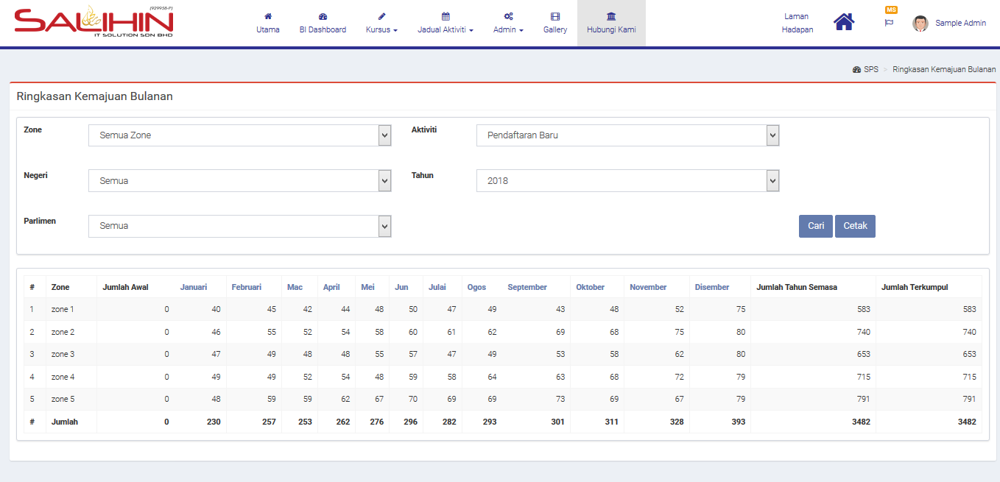 (929958-P)
SALIHIN
IT SOLUTION SDN BHD
Utama
BI Dashboard
Kursus
Jadual Aktiviti
Admin
Gallery
Hubungi Kami
Laman
Hadapan
MS
Sample Admin
SPS > Ringkasan Kemajuan Bulanan
Ringkasan Kemajuan Bulanan
Zone Semua Zone Aktiviti Pendaftaran Baru
Negeri Semua Tahun 2018
Parlimen Semua Cari Cetak
# Zone Jumlah Awal Januari Februari Mac April Mei Jun Julai Ogos September Oktober November Disember Jumlah Tahun Semasa Jumlah Terkumpul
1 zone 1 0 40 45 42 44 48 50 47 49 43 48 52 75 583 583
2 zone 2 0 46 55 52 54 58 60 61 62 69 68 75 80 740 740
3 zone 3 0 47 49 48 48 55 57 47 49 53 58 62 80 653 653
4 zone 4 0 49 49 52 54 48 59 58 64 63 68 72 79 715 715
5 zone 5 0 48 59 59 62 67 70 69 69 73 69 67 79 791 791
# Jumlah 0 230 257 253 262 276 296 282 293 301 311 328 393 3482 3482